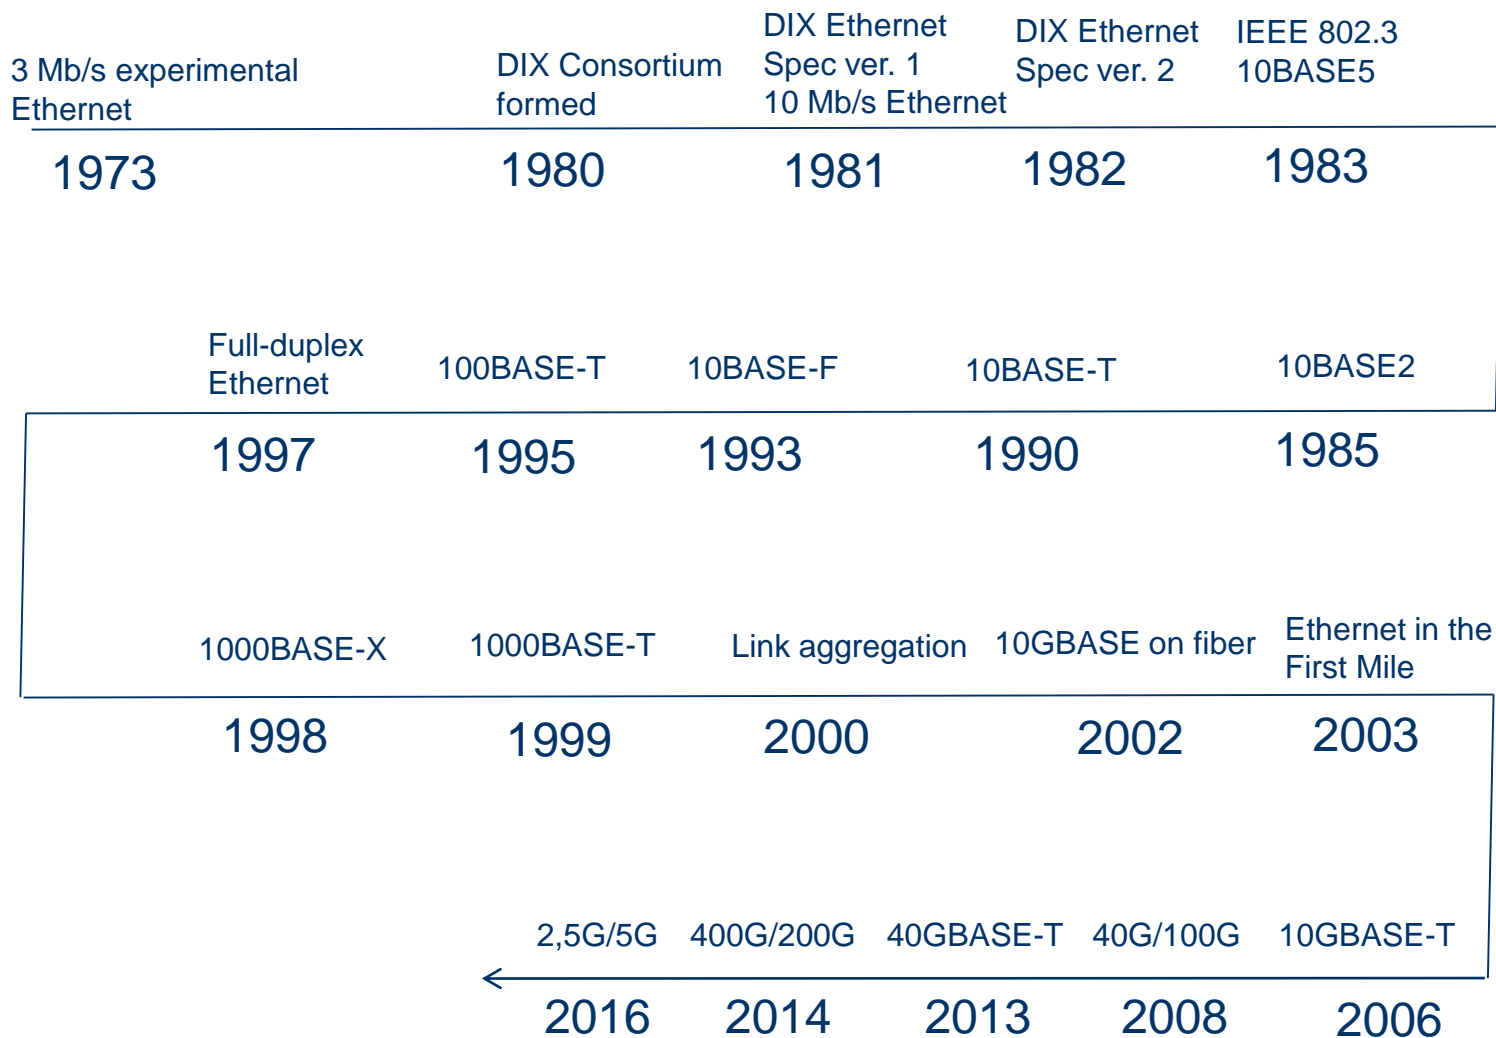 3 Mb/s experimental
Ethernet
DIX Consortium
formed
DIX Ethernet
Spec ver. 1
10 Mb/s Ethernet
DIX Ethernet
Spec ver. 2
IEEE 802.3
10BASE5
1973
1980
1981
1982
1983
Full-duplex
Ethernet
100BASE-T
10BASE-F
10BASE-T
10BASE2
1997
1995
1993
1990
1985
1000BASE-X
1000BASE-T
Link aggregation
10GBASE on fiber
Ethernet in the
First Mile
1998
1999
2000
2002
2003
2,5G/5G
400G/200G
40GBASE-T
40G/100G
10GBASE-T
2016
2014
2013
2008
2006